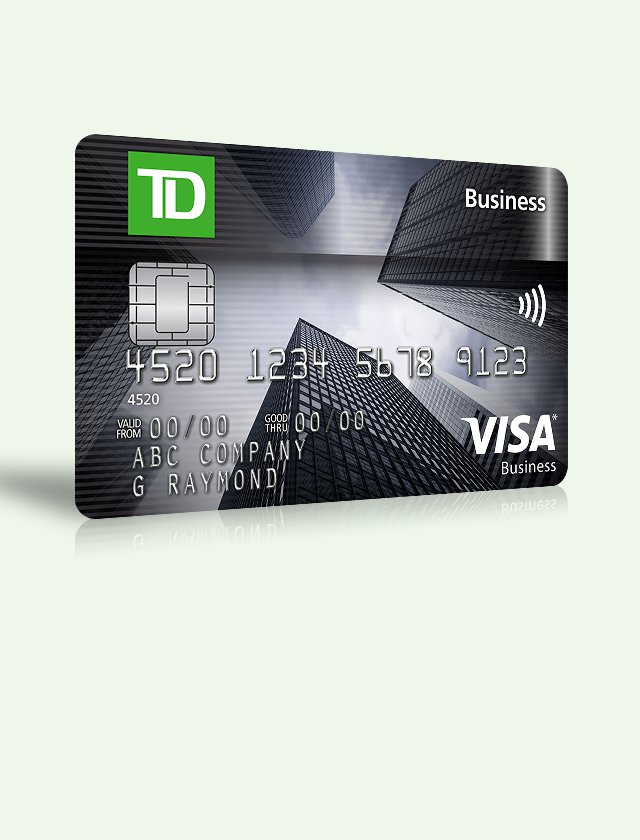 TD
Business
4520 1234 5678 9123
4520
VALID FROM 00/00 GOOD THRU 00/00
ABC COMPANY
G RAYMOND
VISA*
Business